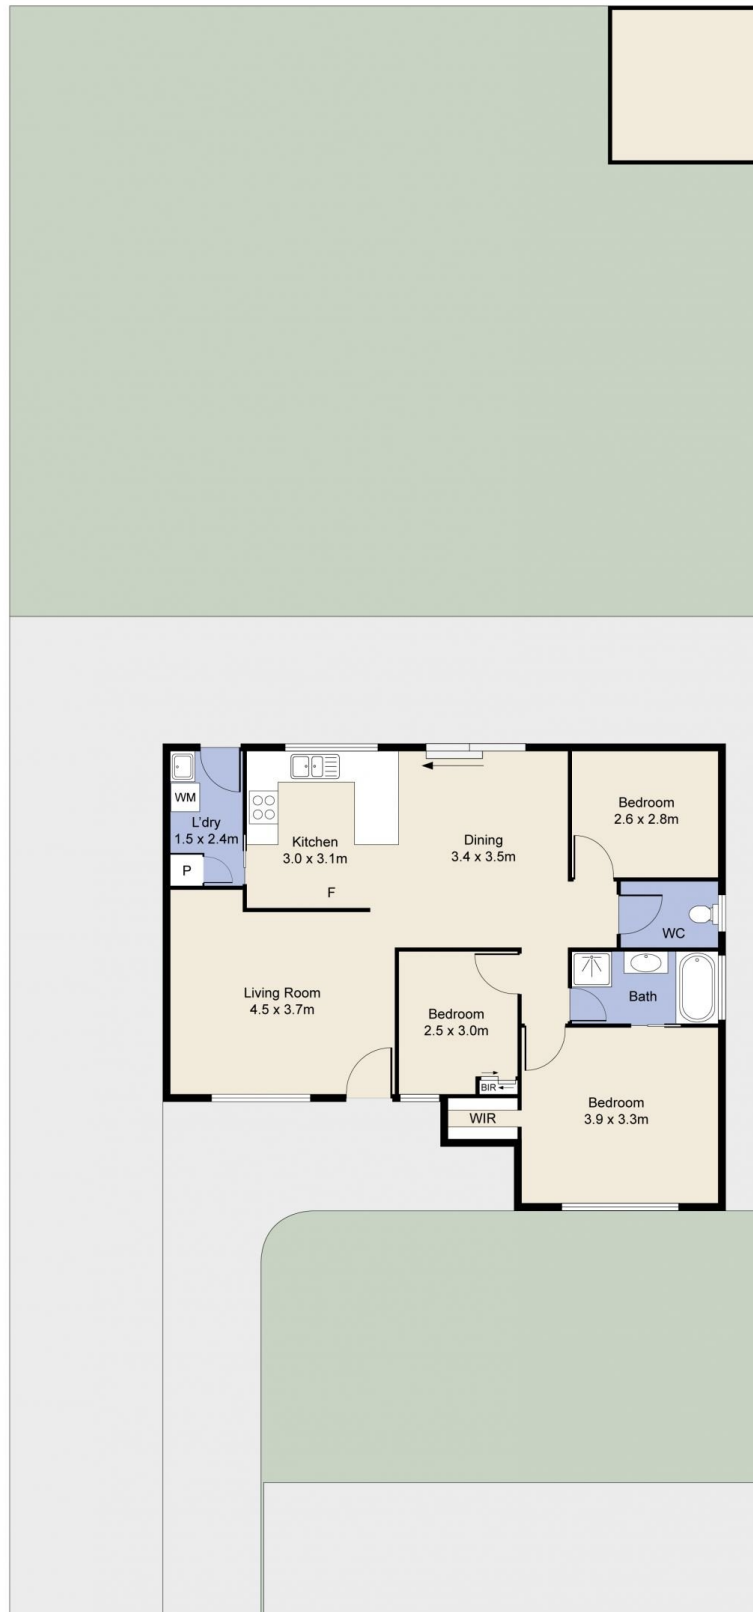 WM
L'dry
1.5 x 2.4m
P
Kitchen
3.0 x 3.1m
F
Dining
3.4 x 3.5m
Bedroom
2.6 x 2.8m
WC
Bath
Living Room
4.5 x 3.7m
Bedroom
2.5 x 3.0m
BIR
WIR
Bedroom
3.9 x 3.3m